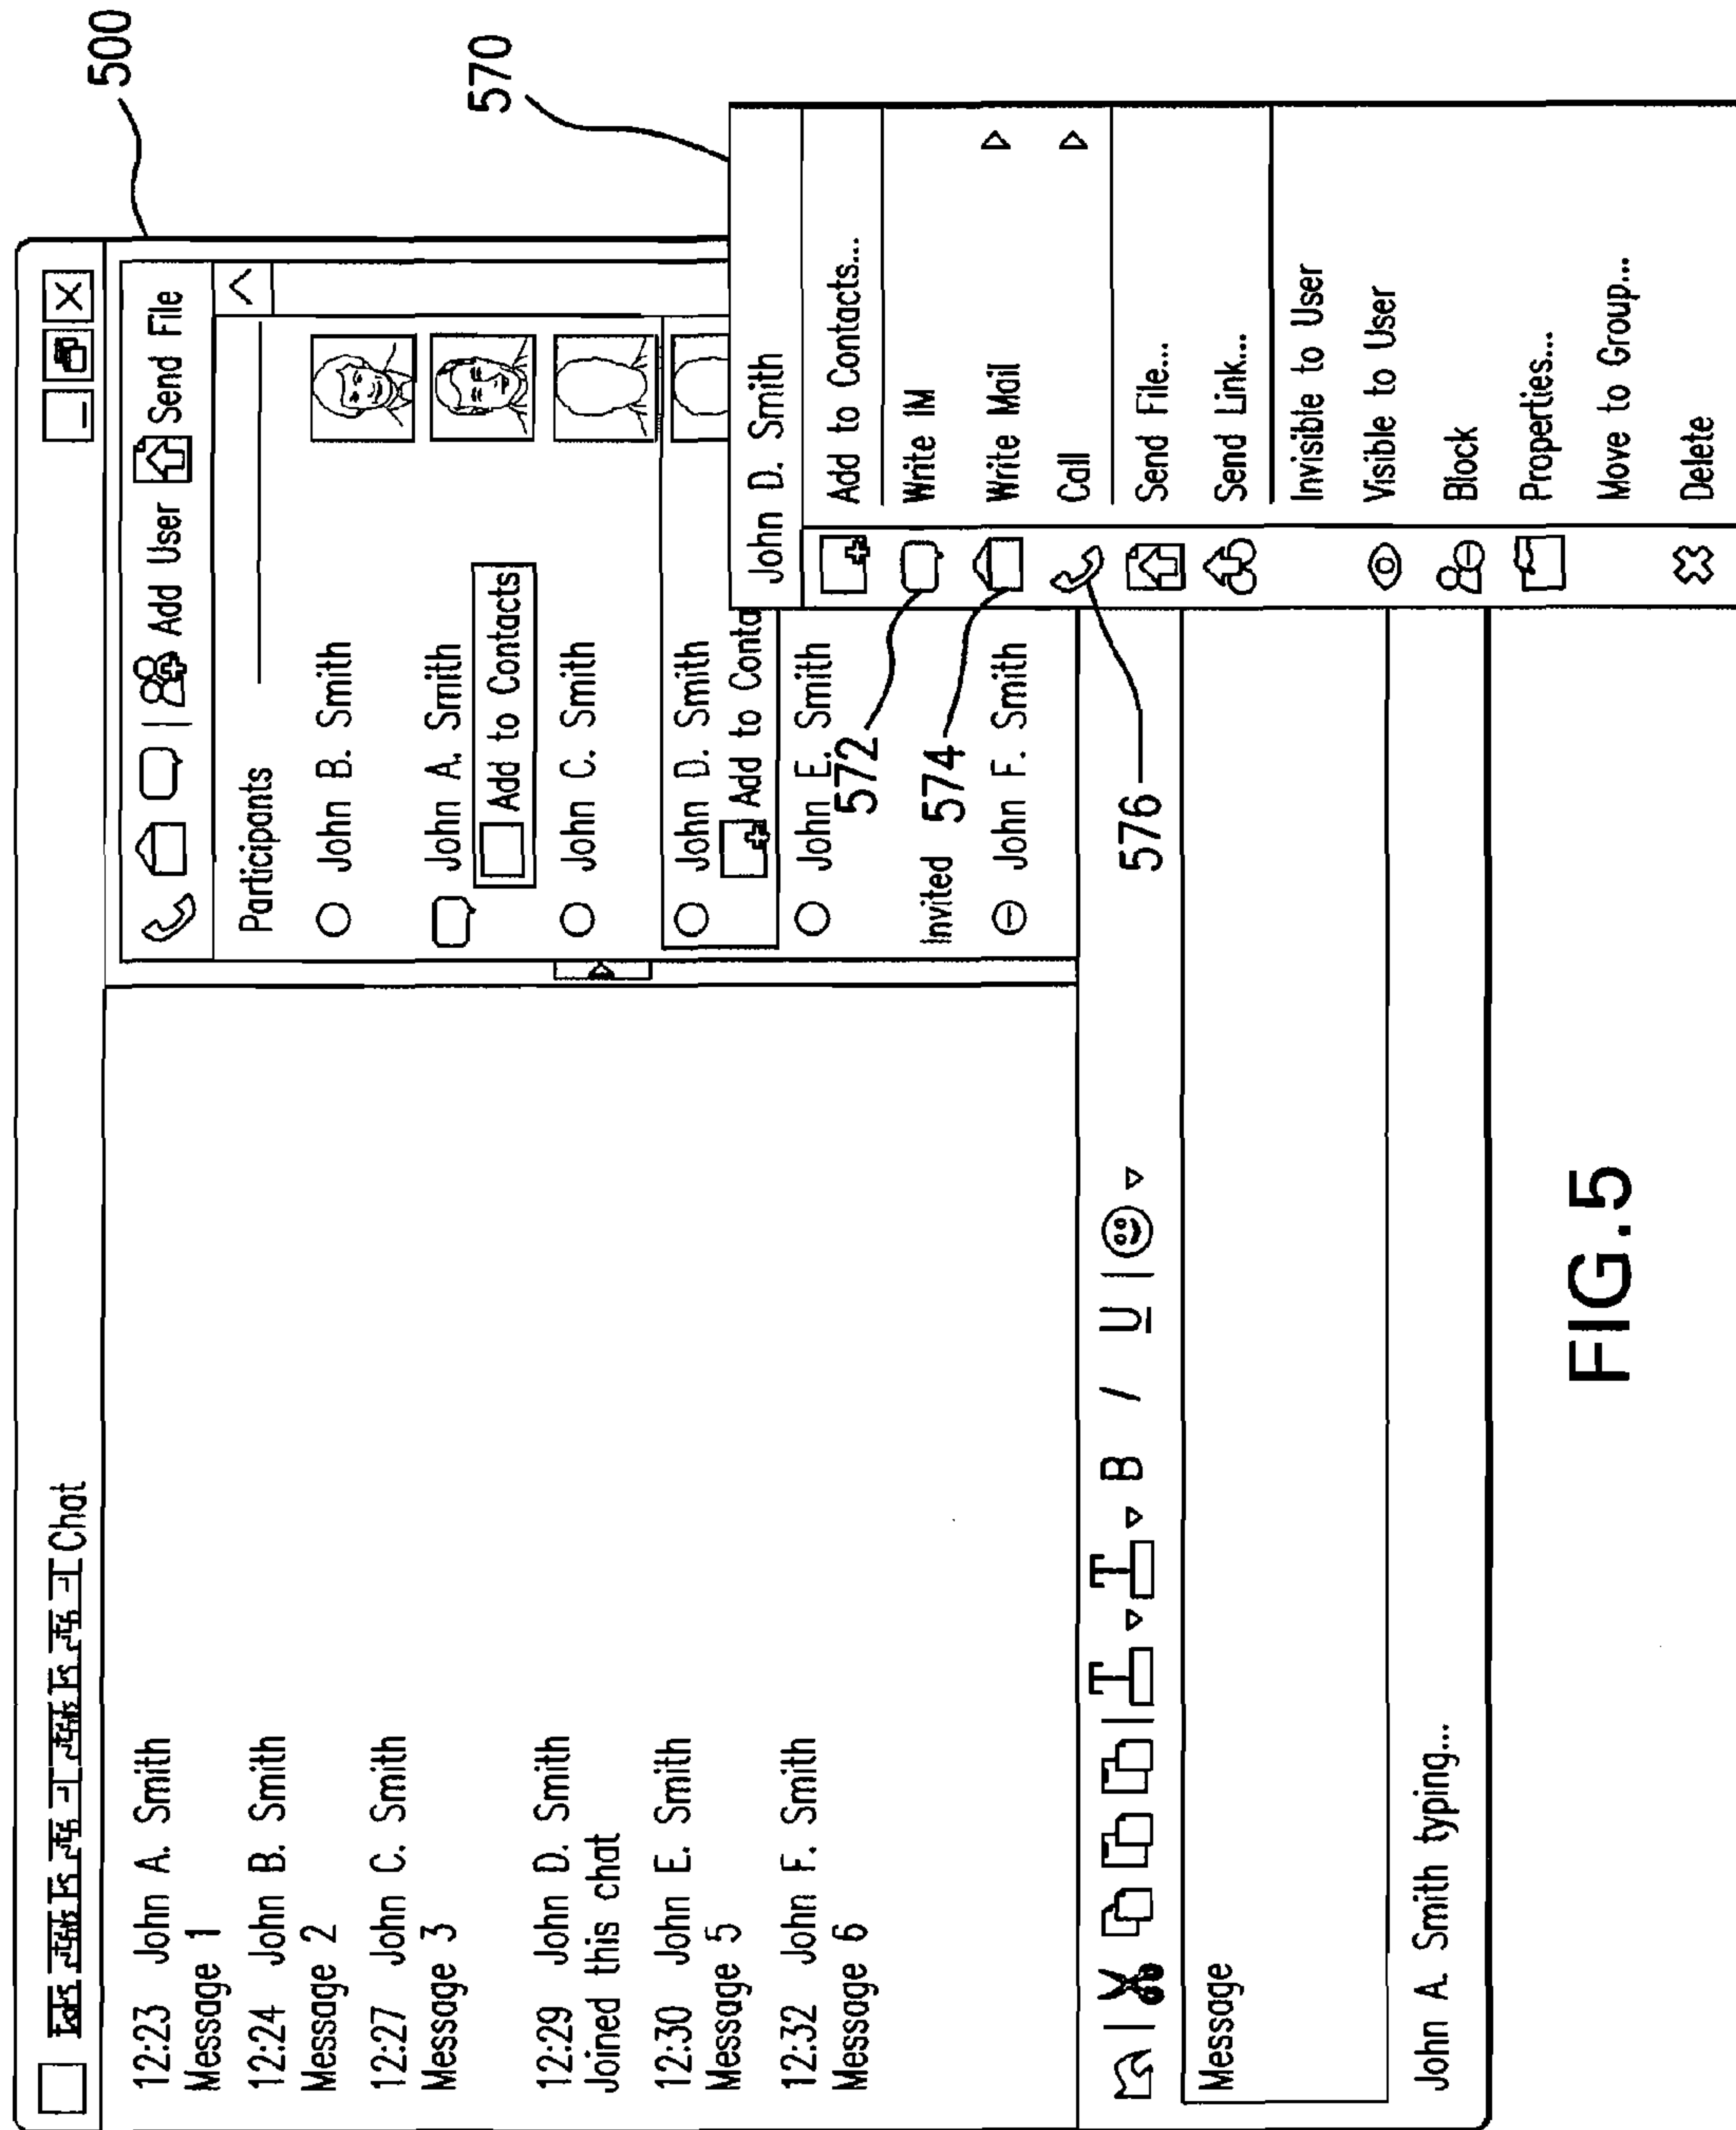 Chat
12:23 John A. Smith
Message 1
12:24 John B. Smith
Message 2
12:27 John C. Smith
Message 3
12:29 John D. Smith
Joined this chat
12:30 John E. Smith
Message 5
12:32 John F. Smith
Message 6
Add User Send File
Participants
John B. Smith
John A. Smith
Add to Contacts
John C. Smith
John D. Smith
Add to Conta
John E. Smith
Invited
John F. Smith
T T B / U
Message
John A. Smith typing...
John D. Smith
Add to Contacts...
Write IM
Write Mail
Call
Send File...
Send Link...
Invisible to User
Visible to User
Block
Properties...
Move to Group...
Delete
500
570
572
574
576
FIG.5